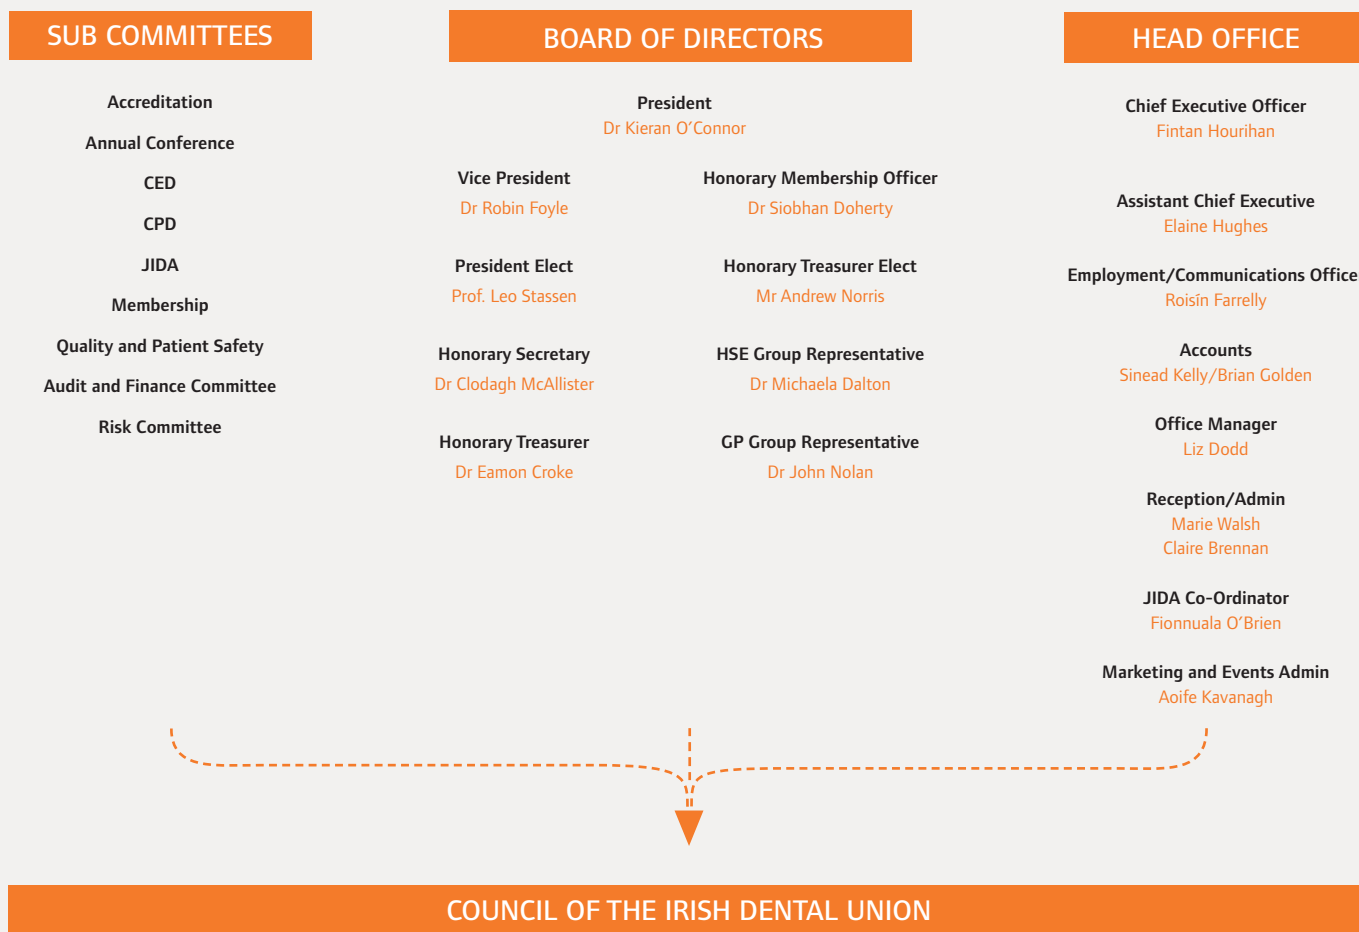 SUB COMMITTEES
Accreditation
Annual Conference
CED
CPD
JIDA
Membership
Quality and Patient Safety
Audit and Finance Committee
Risk Committee
BOARD OF DIRECTORS
President
Dr Kieran O’Connor
Vice President
Dr Robin Foyle
President Elect
Prof. Leo Stassen
Honorary Secretary
Dr Clodagh McAllister
Honorary Treasurer
Dr Eamon Croke
Honorary Membership Officer
Dr Siobhan Doherty
Honorary Treasurer Elect
Mr Andrew Norris
HSE Group Representative
Dr Michaela Dalton
GP Group Representative
Dr John Nolan
HEAD OFFICE
Chief Executive Officer
Fintan Hourihan
Assistant Chief Executive
Elaine Hughes
Employment/Communications Office
Roisín Farrelly
Accounts
Sinead Kelly/Brian Golden
Office Manager
Liz Dodd
Reception/Admin
Marie Walsh
Claire Brennan
JIDA Co-Ordinator
Fionnuala O’Brien
Marketing and Events Admin
Aoife Kavanagh
COUNCIL OF THE IRISH DENTAL UNION